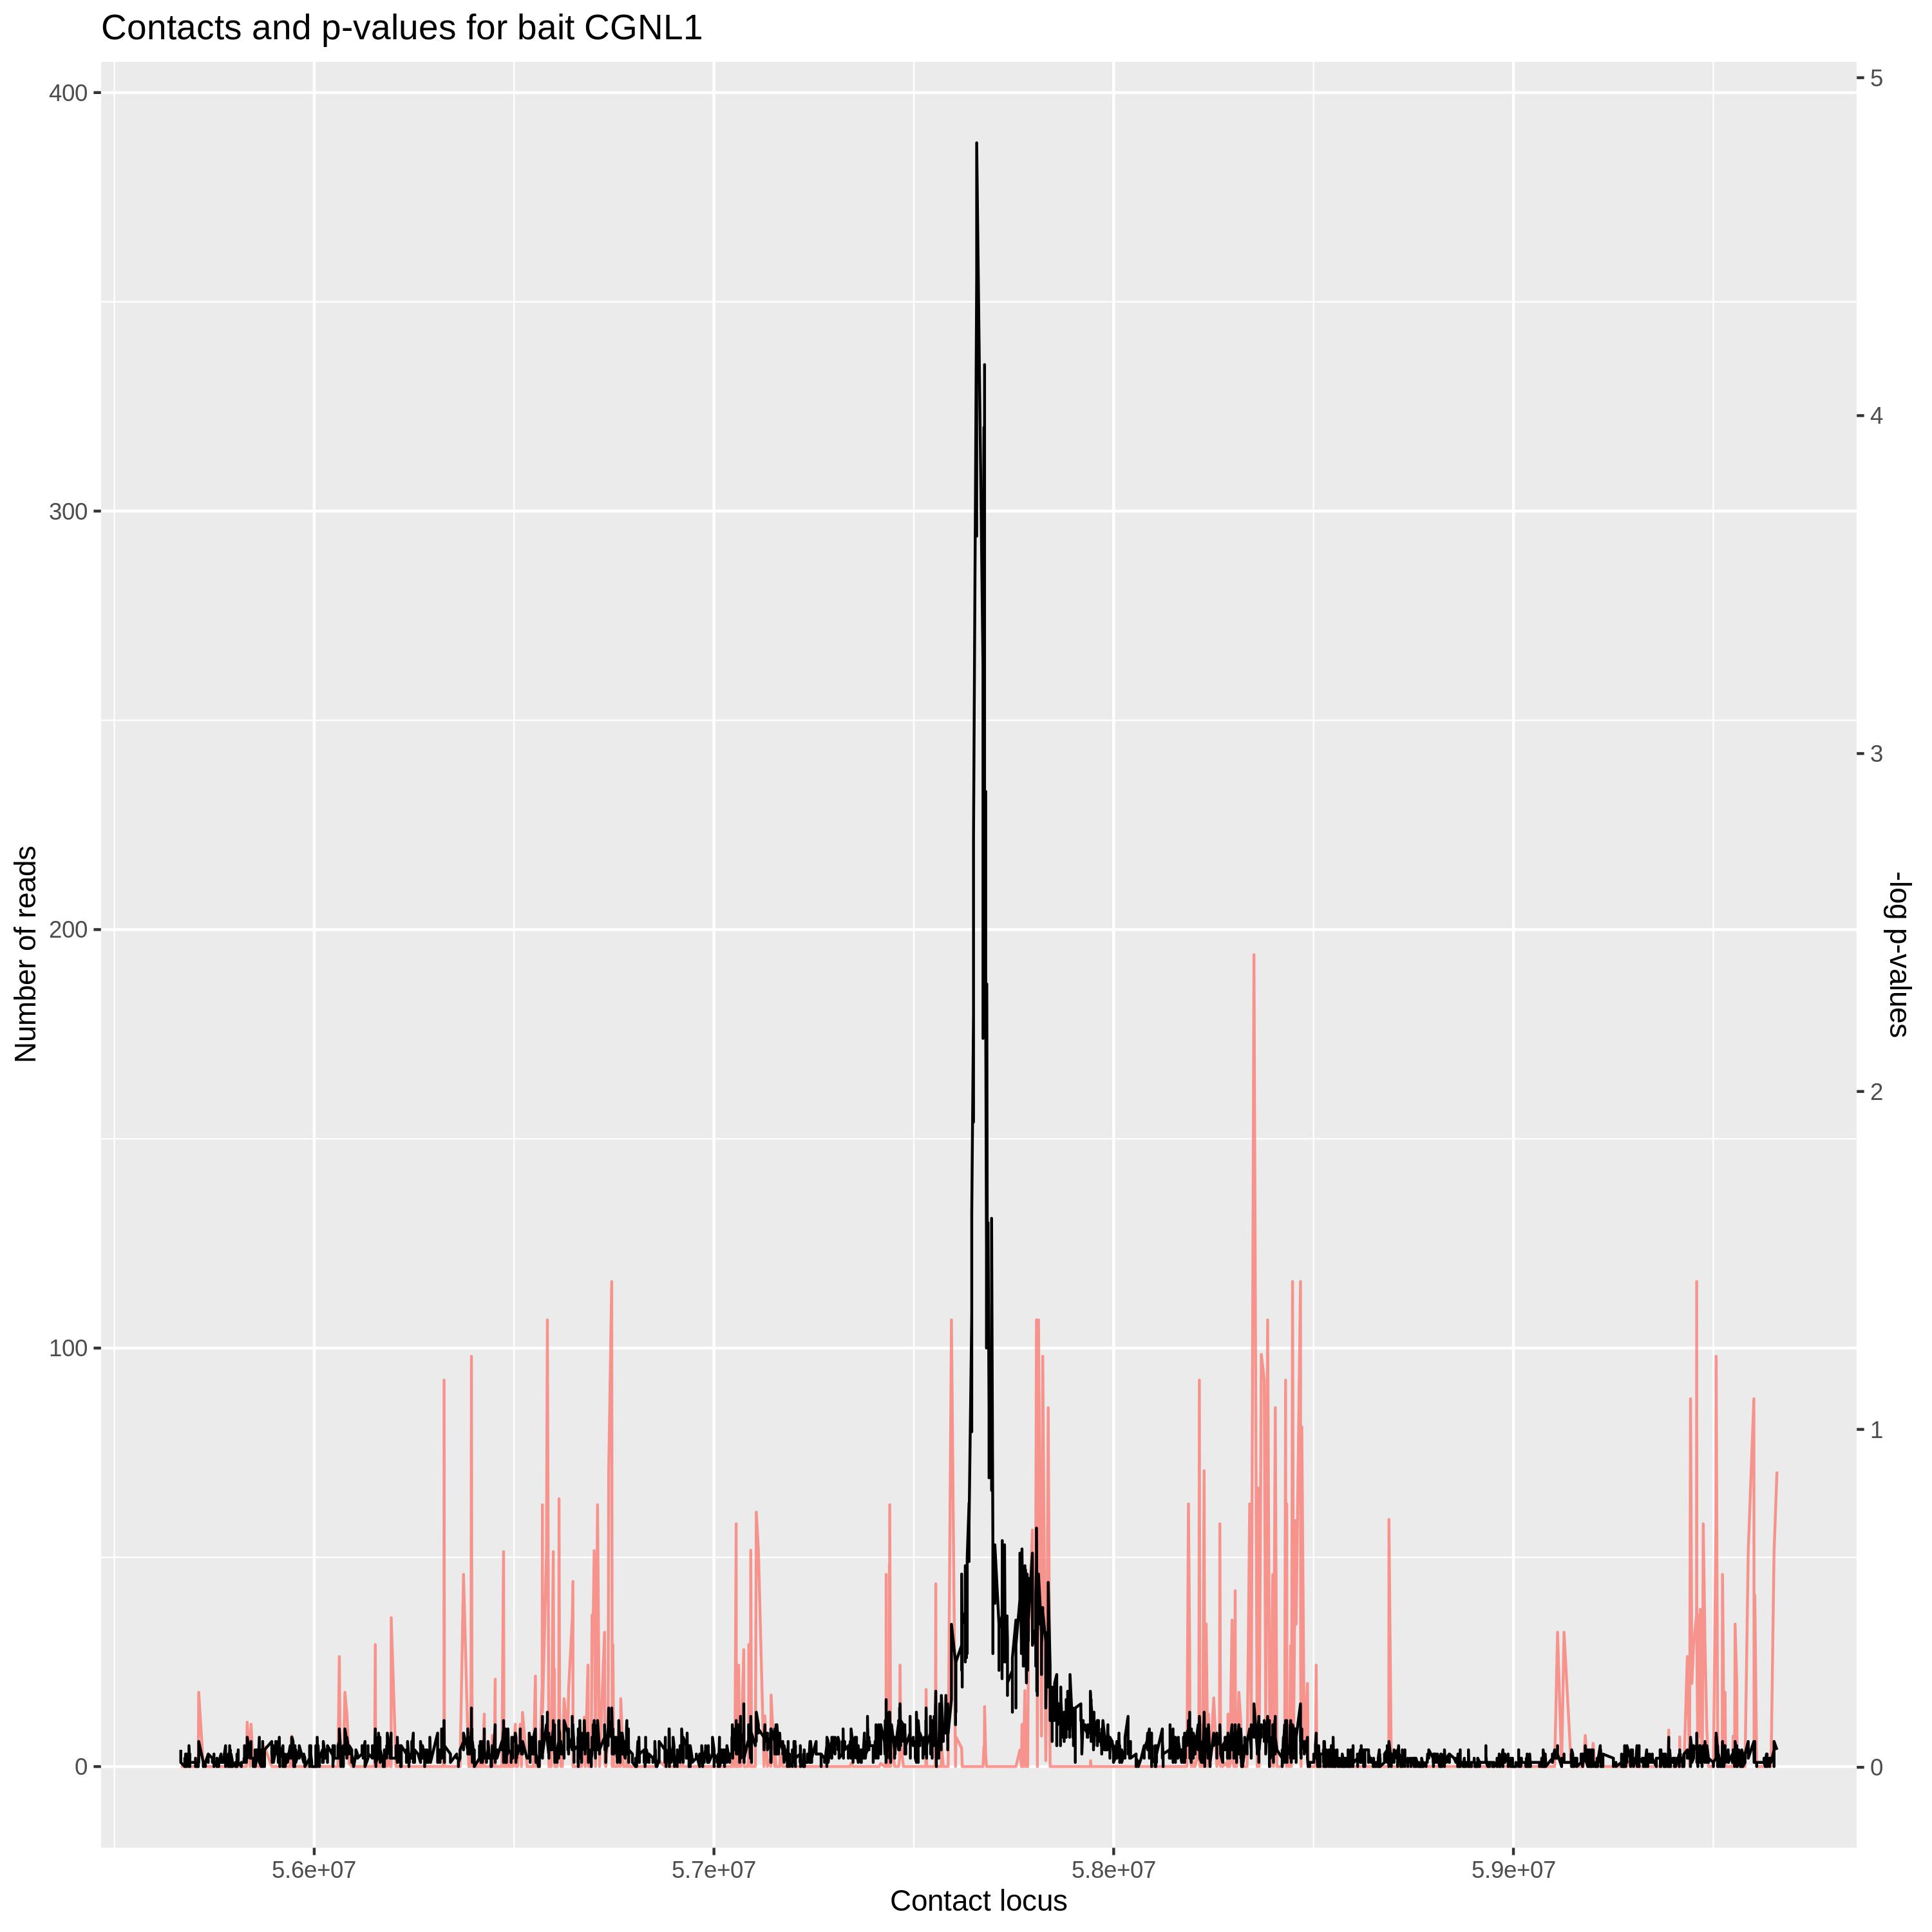 Contacts and p-values for bait CGNL1
400
300
200
100
0
Number of reads
5
4
3
2
1
0
-log p-values
5.6e+07
5.7e+07
5.8e+07
5.9e+07
Contact locus